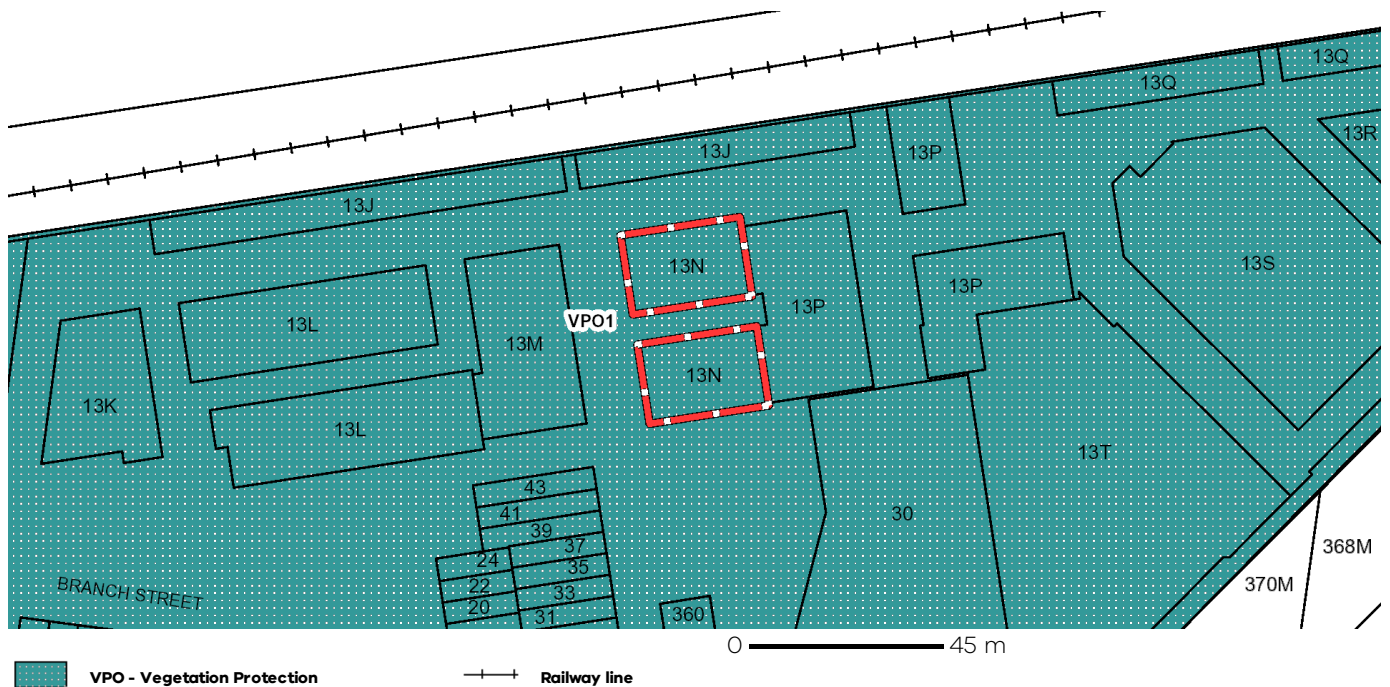 13Q
13Q
13R
13J
13P
13J
13N
13S
13P
13P
VPO1
13L
13M
13N
13K
13L
13T
43
41
39
37
35
33
31
24
22
20
30
360
368M
370M
BRANCH STREET
0 45 m
VPO - Vegetation Protection
Railway line